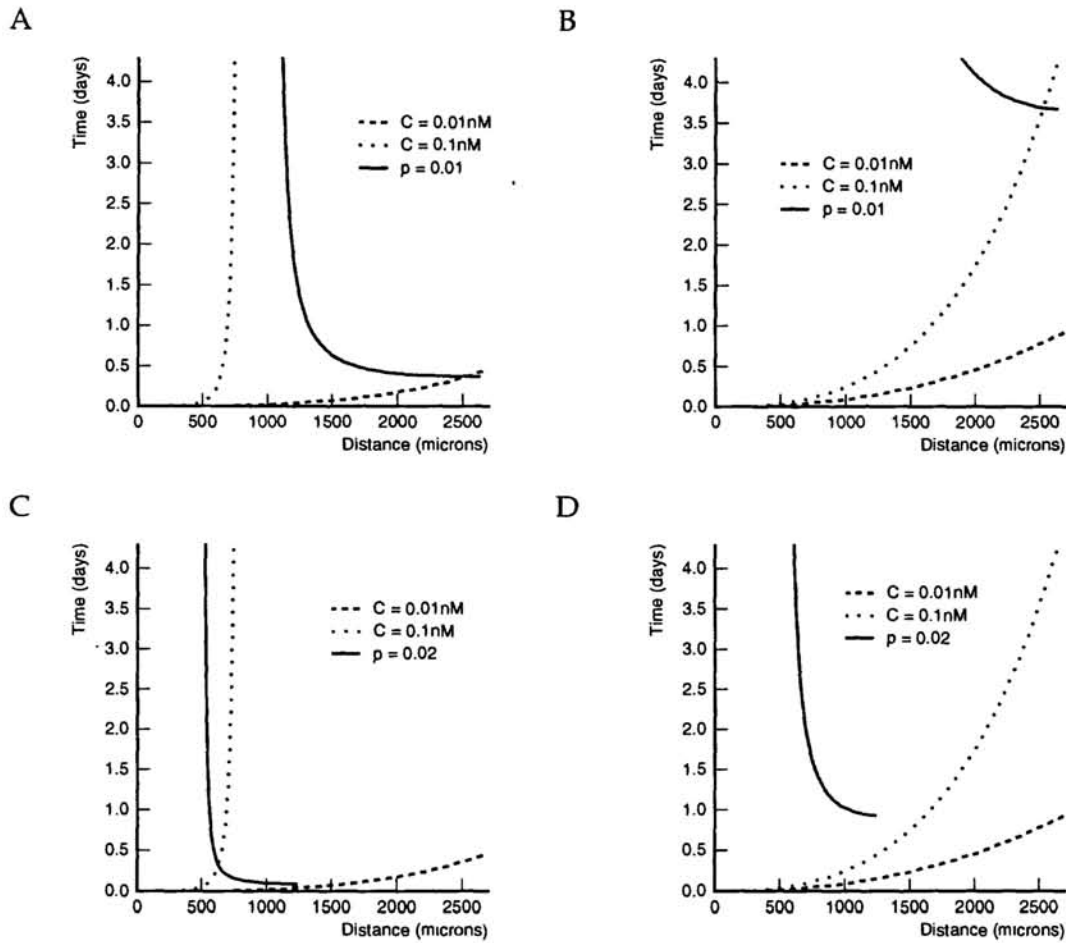 A
Time (days)
4.0
3.5
3.0
2.5
2.0
1.5
1.0
0.5
0.0
C = 0.01nM
C = 0.1nM
p = 0.01
0 500 1000 1500 2000 2500
Distance (microns)
B
Time (days)
4.0
3.5
3.0
2.5
2.0
1.5
1.0
0.5
0.0
C = 0.01nM
C = 0.1nM
p = 0.01
0 500 1000 1500 2000 2500
Distance (microns)
C
Time (days)
4.0
3.5
3.0
2.5
2.0
1.5
1.0
0.5
0.0
C = 0.01nM
C = 0.1nM
p = 0.02
0 500 1000 1500 2000 2500
Distance (microns)
D
Time (days)
4.0
3.5
3.0
2.5
2.0
1.5
1.0
0.5
0.0
C = 0.01nM
C = 0.1nM
p = 0.02
0 500 1000 1500 2000 2500
Distance (microns)